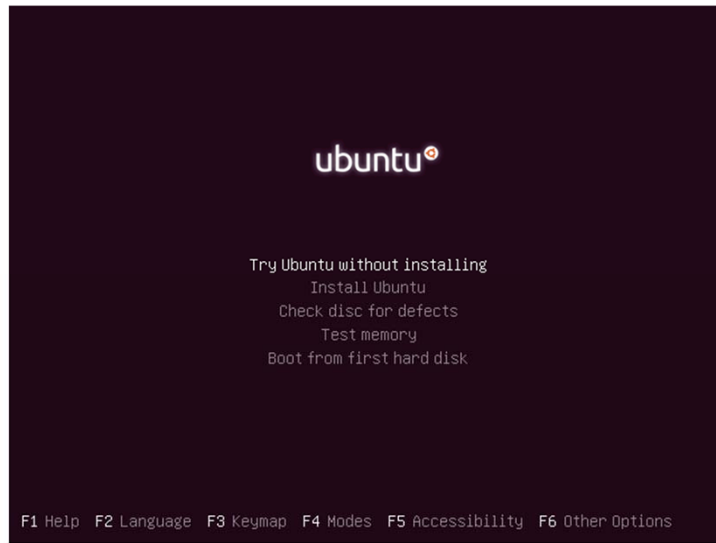 ubuntu
Try Ubuntu without installing
Install Ubuntu
Check disc for defects
Test memory
Boot from first hard disk
F1 Help F2 Language F3 Keymap F4 Modes F5 Accessibility F6 Other Options